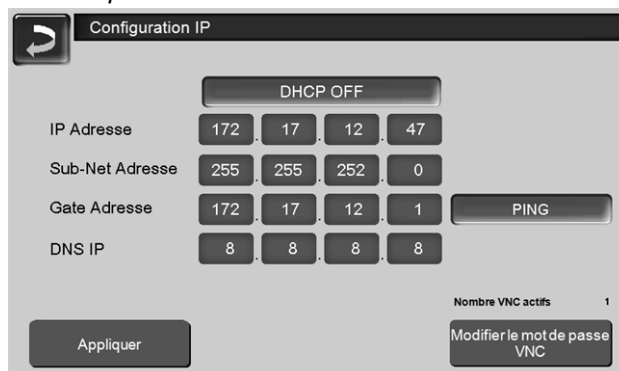 Configuration IP
DHCP OFF
IP Adresse 172 . 17 . 12 . 47
Sub-Net Adresse 255 . 255 . 252 . 0
Gate Adresse 172 . 17 . 12 . 1 PING
DNS IP 8 . 8 . 8 . 8
Nombre VNC actifs 1
Appliquer
Modifier le mot de passe
VNC